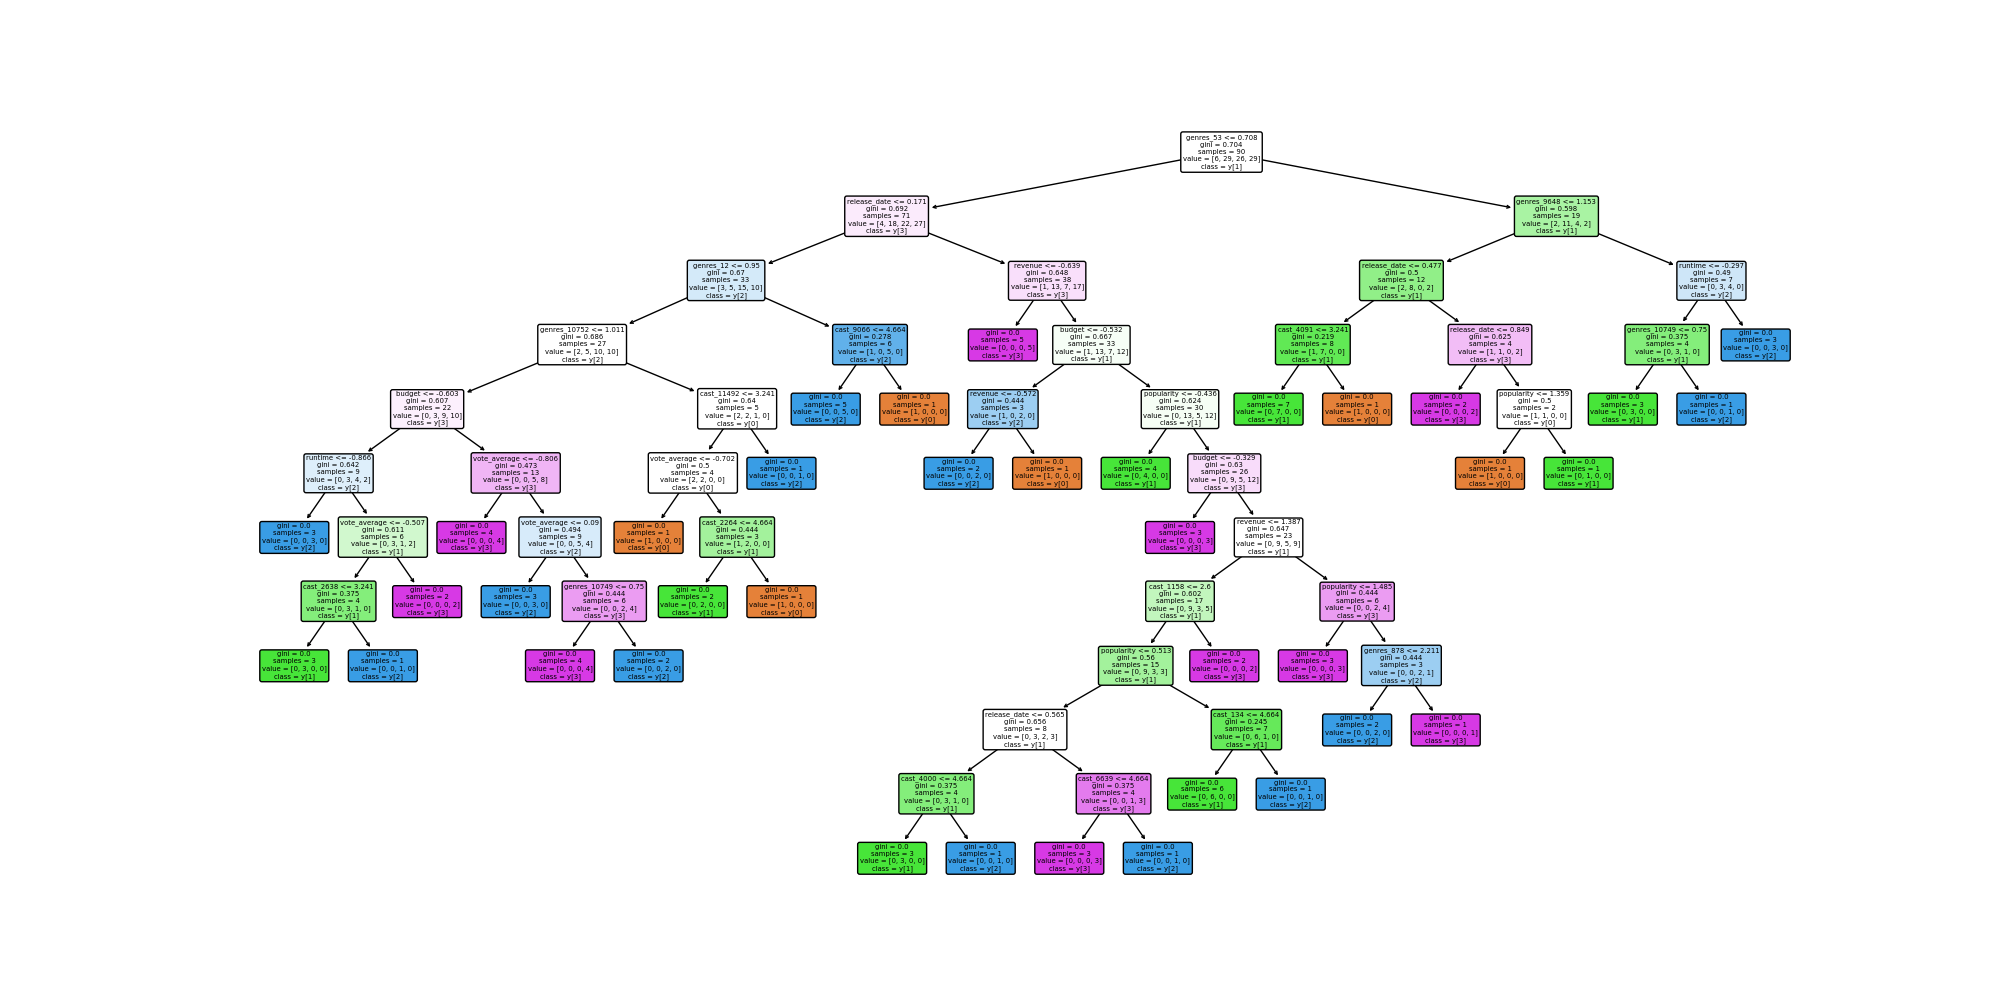 genres_53 <= 0.708
gini = 0.704
samples = 90
value = [6, 29, 26, 29]
class = y[1]
release_date <= 0.171
gini = 0.692
samples = 71
value = [4, 18, 22, 27]
class = y[3]
genres_9648 <= 1.153
gini = 0.598
samples = 19
value = [2, 11, 4, 2]
class = y[1]
genres_12 <= 0.95
gini = 0.67
samples = 33
value = [3, 5, 15, 10]
class = y[2]
revenue <= -0.639
gini = 0.648
samples = 38
value = [1, 13, 7, 17]
class = y[3]
release_date <= 0.477
gini = 0.5
samples = 12
value = [2, 8, 0, 2]
class = y[1]
runtime <= -0.297
gini = 0.49
samples = 7
value = [0, 3, 4, 0]
class = y[2]
genres_10752 <= 1.011
gini = 0.686
samples = 27
value = [2, 5, 10, 10]
class = y[2]
cast_9066 <= 4.664
gini = 0.278
samples = 6
value = [1, 0, 5, 0]
class = y[2]
gini = 0.0
samples = 5
value = [0, 0, 0, 5]
class = y[3]
budget <= -0.532
gini = 0.667
samples = 33
value = [1, 13, 7, 12]
class = y[1]
cast_4091 <= 3.241
gini = 0.219
samples = 8
value = [1, 7, 0, 0]
class = y[1]
release_date <= 0.849
gini = 0.625
samples = 4
value = [1, 1, 0, 2]
class = y[3]
genres_10749 <= 0.75
gini = 0.375
samples = 4
value = [0, 3, 1, 0]
class = y[1]
gini = 0.0
samples = 3
value = [0, 0, 3, 0]
class = y[2]
budget <= -0.603
gini = 0.607
samples = 22
value = [0, 3, 9, 10]
class = y[3]
cast_11492 <= 3.241
gini = 0.64
samples = 5
value = [2, 2, 1, 0]
class = y[0]
gini = 0.0
samples = 5
value = [0, 0, 5, 0]
class = y[2]
gini = 0.0
samples = 1
value = [1, 0, 0, 0]
class = y[0]
revenue <= -0.572
gini = 0.444
samples = 3
value = [1, 0, 2, 0]
class = y[2]
popularity <= -0.436
gini = 0.624
samples = 30
value = [0, 13, 5, 12]
class = y[1]
gini = 0.0
samples = 7
value = [0, 7, 0, 0]
class = y[1]
gini = 0.0
samples = 1
value = [1, 0, 0, 0]
class = y[0]
gini = 0.0
samples = 2
value = [0, 0, 0, 2]
class = y[3]
popularity <= 1.359
gini = 0.5
samples = 2
value = [1, 1, 0, 0]
class = y[0]
gini = 0.0
samples = 3
value = [0, 3, 0, 0]
class = y[1]
gini = 0.0
samples = 1
value = [0, 0, 1, 0]
class = y[2]
runtime <= -0.866
gini = 0.642
samples = 9
value = [0, 3, 4, 2]
class = y[2]
vote_average <= -0.806
gini = 0.473
samples = 13
value = [0, 0, 5, 8]
class = y[3]
vote_average <= -0.702
gini = 0.5
samples = 4
value = [2, 2, 0, 0]
class = y[0]
gini = 0.0
samples = 1
value = [0, 0, 1, 0]
class = y[2]
gini = 0.0
samples = 2
value = [0, 0, 2, 0]
class = y[2]
gini = 0.0
samples = 1
value = [1, 0, 0, 0]
class = y[0]
gini = 0.0
samples = 4
value = [0, 4, 0, 0]
class = y[1]
budget <= -0.329
gini = 0.63
samples = 26
value = [0, 9, 5, 12]
class = y[3]
gini = 0.0
samples = 1
value = [1, 0, 0, 0]
class = y[0]
gini = 0.0
samples = 1
value = [0, 1, 0, 0]
class = y[1]
gini = 0.0
samples = 3
value = [0, 0, 3, 0]
class = y[2]
vote_average <= -0.507
gini = 0.611
samples = 6
value = [0, 3, 1, 2]
class = y[1]
gini = 0.0
samples = 4
value = [0, 0, 0, 4]
class = y[3]
vote_average <= 0.09
gini = 0.494
samples = 9
value = [0, 0, 5, 4]
class = y[2]
gini = 0.0
samples = 1
value = [1, 0, 0, 0]
class = y[0]
cast_2264 <= 4.664
gini = 0.444
samples = 3
value = [1, 2, 0, 0]
class = y[1]
gini = 0.0
samples = 3
value = [0, 0, 0, 3]
class = y[3]
revenue <= 1.387
gini = 0.647
samples = 23
value = [0, 9, 5, 9]
class = y[1]
cast_2638 <= 3.241
gini = 0.375
samples = 4
value = [0, 3, 1, 0]
class = y[1]
gini = 0.0
samples = 2
value = [0, 0, 0, 2]
class = y[3]
gini = 0.0
samples = 3
value = [0, 0, 3, 0]
class = y[2]
genres_10749 <= 0.75
gini = 0.444
samples = 6
value = [0, 0, 2, 4]
class = y[3]
gini = 0.0
samples = 2
value = [0, 2, 0, 0]
class = y[1]
gini = 0.0
samples = 1
value = [1, 0, 0, 0]
class = y[0]
cast_1158 <= 2.6
gini = 0.602
samples = 17
value = [0, 9, 3, 5]
class = y[1]
popularity <= 1.485
gini = 0.444
samples = 6
value = [0, 0, 2, 4]
class = y[3]
gini = 0.0
samples = 3
value = [0, 3, 0, 0]
class = y[1]
gini = 0.0
samples = 1
value = [0, 0, 1, 0]
class = y[2]
gini = 0.0
samples = 4
value = [0, 0, 0, 4]
class = y[3]
gini = 0.0
samples = 2
value = [0, 0, 2, 0]
class = y[2]
popularity <= 0.513
gini = 0.56
samples = 15
value = [0, 9, 3, 3]
class = y[1]
gini = 0.0
samples = 2
value = [0, 0, 0, 2]
class = y[3]
gini = 0.0
samples = 3
value = [0, 0, 0, 3]
class = y[3]
genres_878 <= 2.211
gini = 0.444
samples = 3
value = [0, 0, 2, 1]
class = y[2]
release_date <= 0.565
gini = 0.656
samples = 8
value = [0, 3, 2, 3]
class = y[1]
cast_134 <= 4.664
gini = 0.245
samples = 7
value = [0, 6, 1, 0]
class = y[1]
gini = 0.0
samples = 2
value = [0, 0, 2, 0]
class = y[2]
gini = 0.0
samples = 1
value = [0, 0, 0, 1]
class = y[3]
cast_4000 <= 4.664
gini = 0.375
samples = 4
value = [0, 3, 1, 0]
class = y[1]
cast_6639 <= 4.664
gini = 0.375
samples = 4
value = [0, 0, 1, 3]
class = y[3]
gini = 0.0
samples = 6
value = [0, 6, 0, 0]
class = y[1]
gini = 0.0
samples = 1
value = [0, 0, 1, 0]
class = y[2]
gini = 0.0
samples = 3
value = [0, 3, 0, 0]
class = y[1]
gini = 0.0
samples = 1
value = [0, 0, 1, 0]
class = y[2]
gini = 0.0
samples = 3
value = [0, 0, 0, 3]
class = y[3]
gini = 0.0
samples = 1
value = [0, 0, 1, 0]
class = y[2]